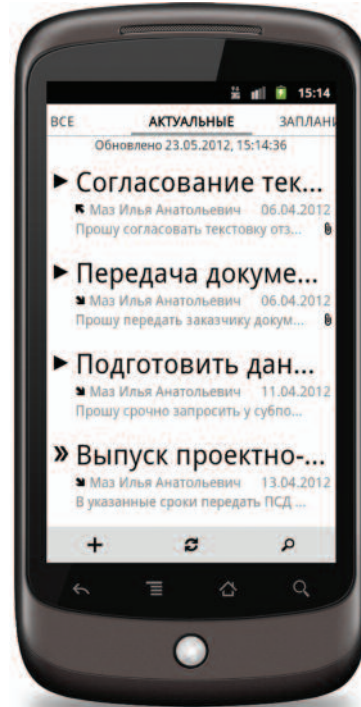 15:14
ВСЕ АКТУАЛЬНЫЕ ЗАПЛАНИ
Обновлено 23.05.2012, 15:14:36
Согласование тек...
Маз Илья Анатольевич 06.04.2012
Прошу согласовать текстовку отз...
Передача докуме...
Маз Илья Анатольевич 06.04.2012
Прошу передать заказчику докум...
Подготовить дан...
Маз Илья Анатольевич 11.04.2012
Прошу срочно запросить у субпо...
Выпуск проектно-...
Маз Илья Анатольевич 13.04.2012
В указанные сроки передать ПСД ...